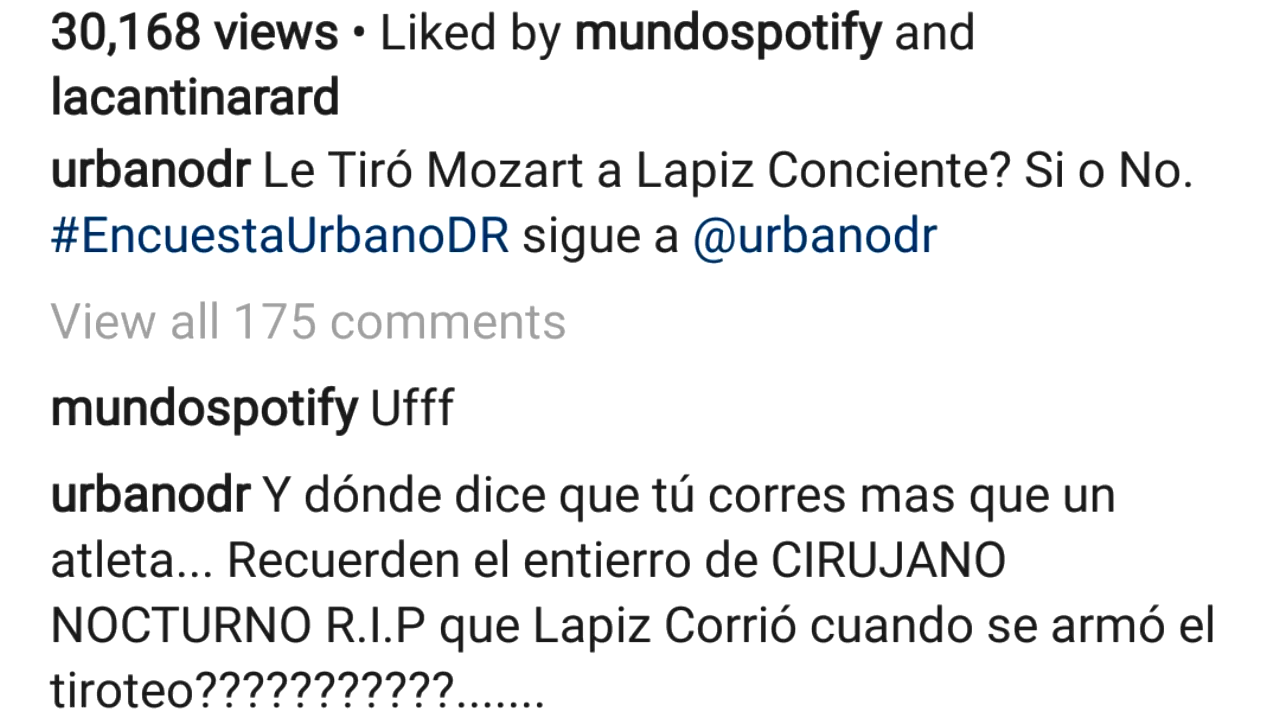 30,168 views • Liked by mundospotify and
lacantinarard
urbanodr Le Tiró Mozart a Lapiz Conciente? Si o No.
#EncuestaUrbanoDR sigue a @urbanodr
View all 175 comments
mundospotify Ufff
urbanodr Y dónde dice que tú corres mas que un
atleta... Recuerden el entierro de CIRUJANO
NOCTURNO R.I.P que Lapiz Corrió cuando se armó el
tiroteo???????????.......